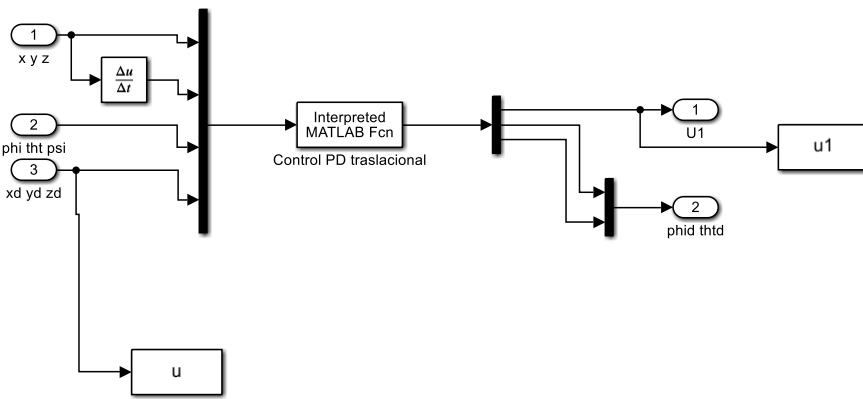 1
x y z
Δu
Δt
2
phi tht psi
3
xd yd zd
Interpreted
MATLAB Fcn
Control PD traslacional
1
U1
u1
2
phid thtd
u